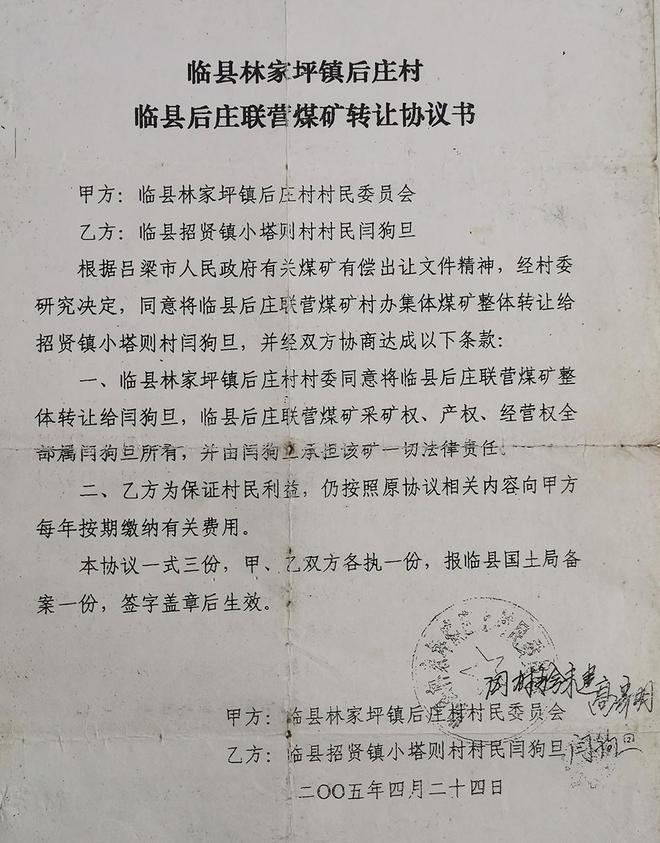 临县林家坪镇后庄村
临县后庄联营煤矿转让协议书
甲方：临县林家坪镇后庄村村民委员会
乙方：临县招贤镇小塔则村村民闫狗旦
根据吕梁市人民政府有关煤矿有偿出让文件精神，经村委
研究决定，同意将临县后庄联营煤矿村办集体煤矿整体转让给
招贤镇小塔则村闫狗旦，并经双方协商达成以下条款：
一、临县林家坪镇后庄村村委同意将临县后庄联营煤矿整
体转让给闫狗旦，临县后庄联营煤矿采矿权、产权、经营权全
部属闫狗旦所有，并由闫狗旦承担该矿一切法律责任。
二、乙方为保证村民利益，仍按照原协议相关内容向甲方
每年按期缴纳有关费用。
本协议一式三份，甲、乙双方各执一份，报临县国土局备
案一份，签字盖章后生效。
甲方：临县林家坪镇后庄村村民委员会
乙方：临县招贤镇小塔则村村民闫狗旦 闫狗旦
二〇〇五年四月二十四日